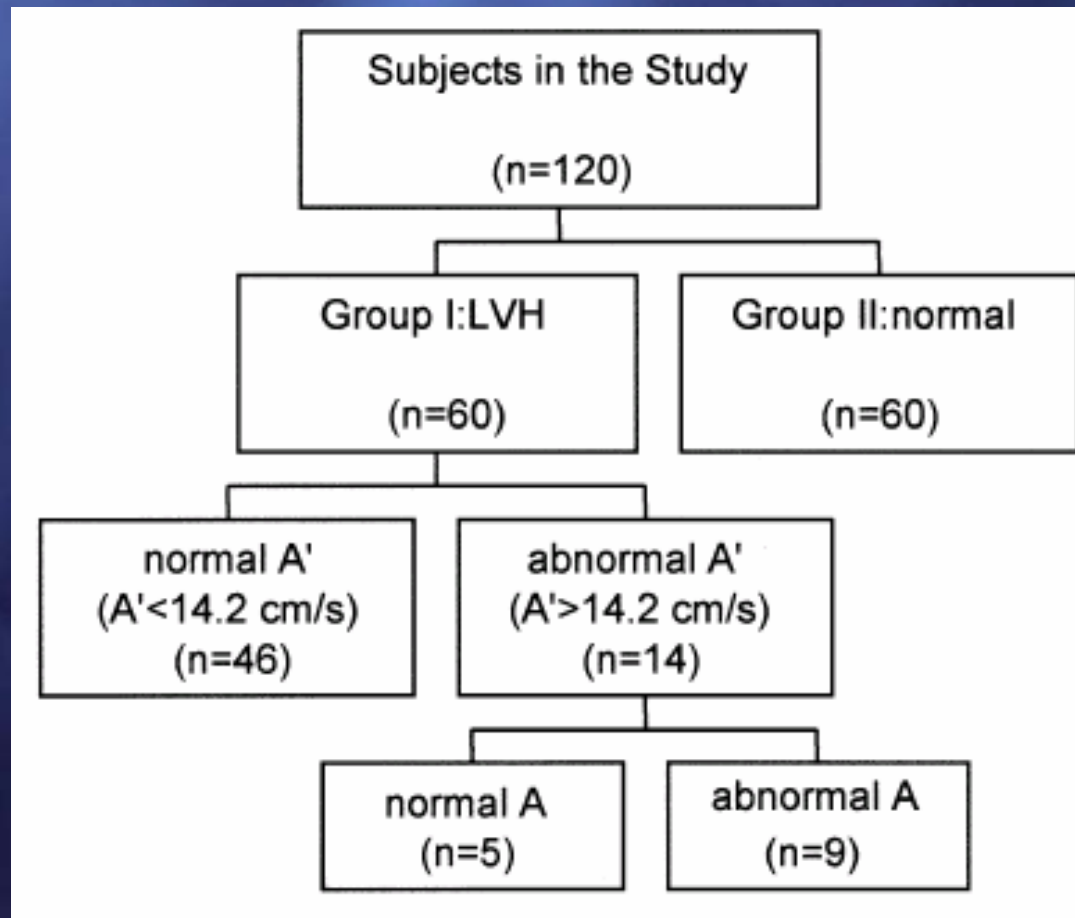 Subjects in the Study
(n=120)
Group I:LVH
(n=60)
Group II:normal
(n=60)
normal A'
(A'<14.2 cm/s)
(n=46)
abnormal A'
(A'>14.2 cm/s)
(n=14)
normal A
(n=5)
abnormal A
(n=9)